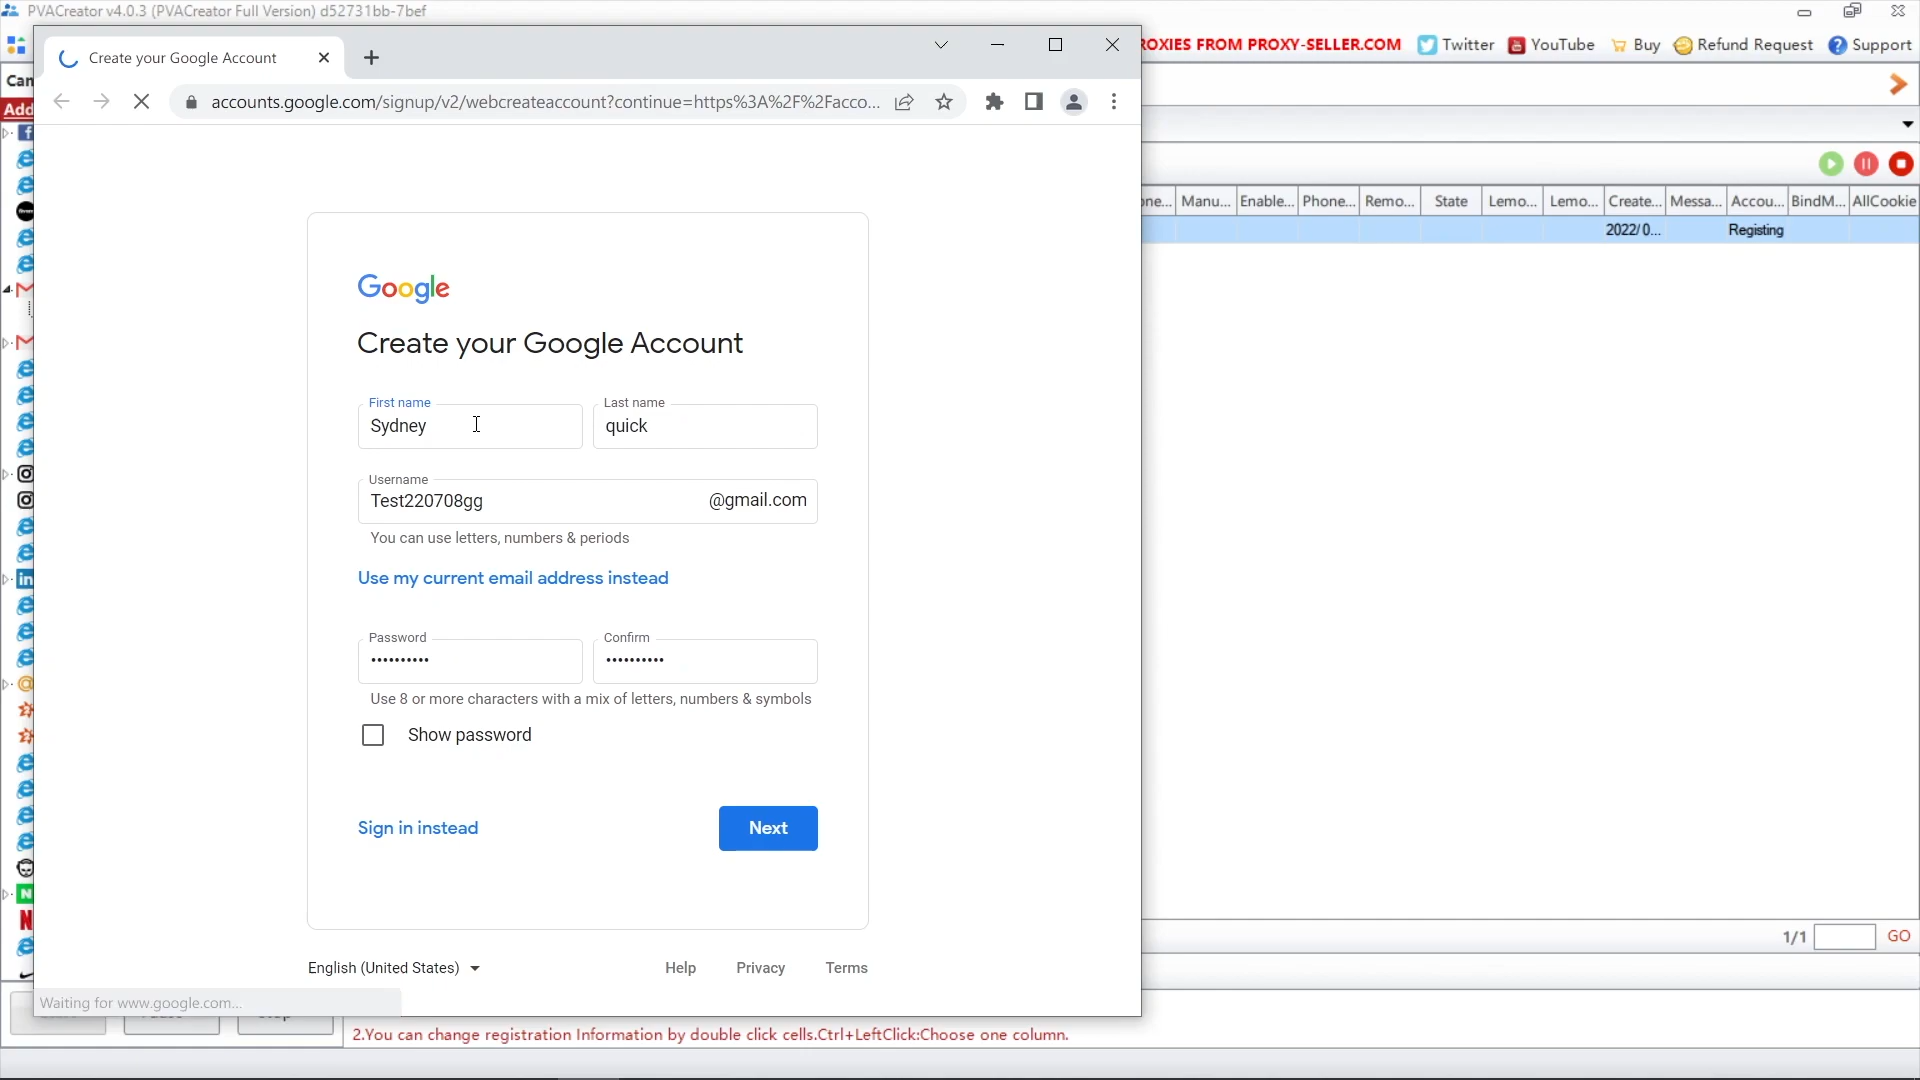 PVACreator v4.0.3 (PVACreator Full Version) d52731bb-7bef
Create your Google Account
ROXIES FROM PROXY-SELLER.COM
Twitter
YouTube
Buy
Refund Request
Support
Add
accounts.google.com/signup/v2/webcreateaccount?continue=https%3A%2F%2Facco...
Manu...
Enable...
Phone...
Remo...
State
Lemo...
Lemo...
Create...
Messa...
Accou...
BindM...
AllCookie
2022/0...
Registing
Google
Create your Google Account
First name
Last name
Sydney
quick
Username
Test220708gg
@gmail.com
You can use letters, numbers & periods
Use my current email address instead
Password
Confirm
••••••••••
••••••••••
Use 8 or more characters with a mix of letters, numbers & symbols
Show password
Sign in instead
Next
1/1
GO
English (United States)
Help
Privacy
Terms
Waiting for www.google.com...
2.You can change registration Information by double click cells.Ctrl+LeftClick:Choose one column.